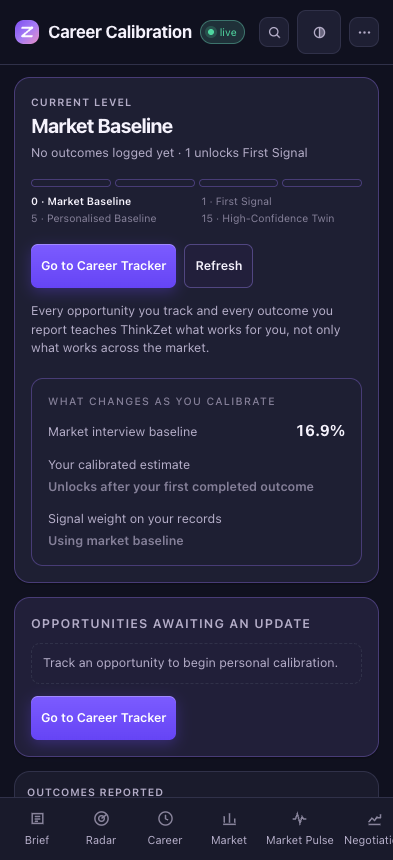 Career Calibration
live
CURRENT LEVEL
Market Baseline
No outcomes logged yet · 1 unlocks First Signal
0 · Market Baseline
1 · First Signal
5 · Personalised Baseline
15 · High-Confidence Twin
Go to Career Tracker
Refresh
Every opportunity you track and every outcome you
report teaches ThinkZet what works for you, not only
what works across the market.
WHAT CHANGES AS YOU CALIBRATE
Market interview baseline
16.9%
Your calibrated estimate
Unlocks after your first completed outcome
Signal weight on your records
Using market baseline
OPPORTUNITIES AWAITING AN UPDATE
Track an opportunity to begin personal calibration.
Go to Career Tracker
OUTCOMES REPORTED
Brief
Radar
Career
Market
Market Pulse
Negotiati